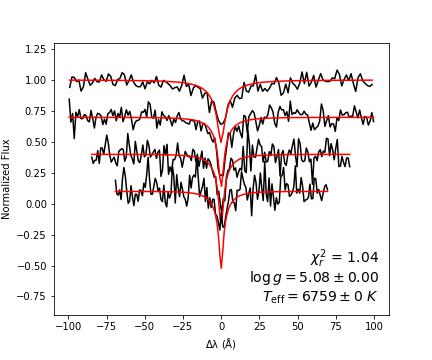 1.25
1.00
0.75
0.50
0.25
0.00
−0.25
−0.50
−0.75
Normalized Flux
χ²ᵣ = 1.04
log g = 5.08 ± 0.00
T_eff = 6759 ± 0 K
−100 −75 −50 −25 0 25 50 75 100
Δλ (Å)